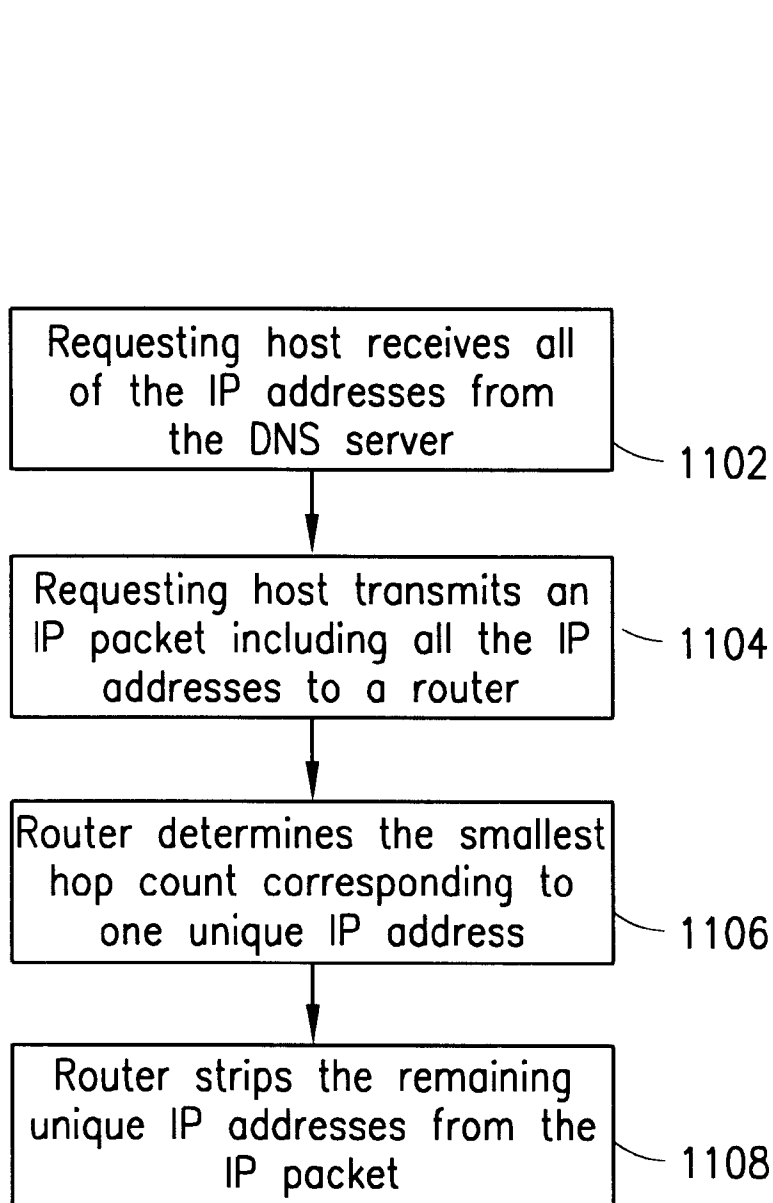 Requesting host receives all
of the IP addresses from
the DNS server
1102
Requesting host transmits an
IP packet including all the IP
addresses to a router
1104
Router determines the smallest
hop count corresponding to
one unique IP address
1106
Router strips the remaining
unique IP addresses from the
IP packet
1108